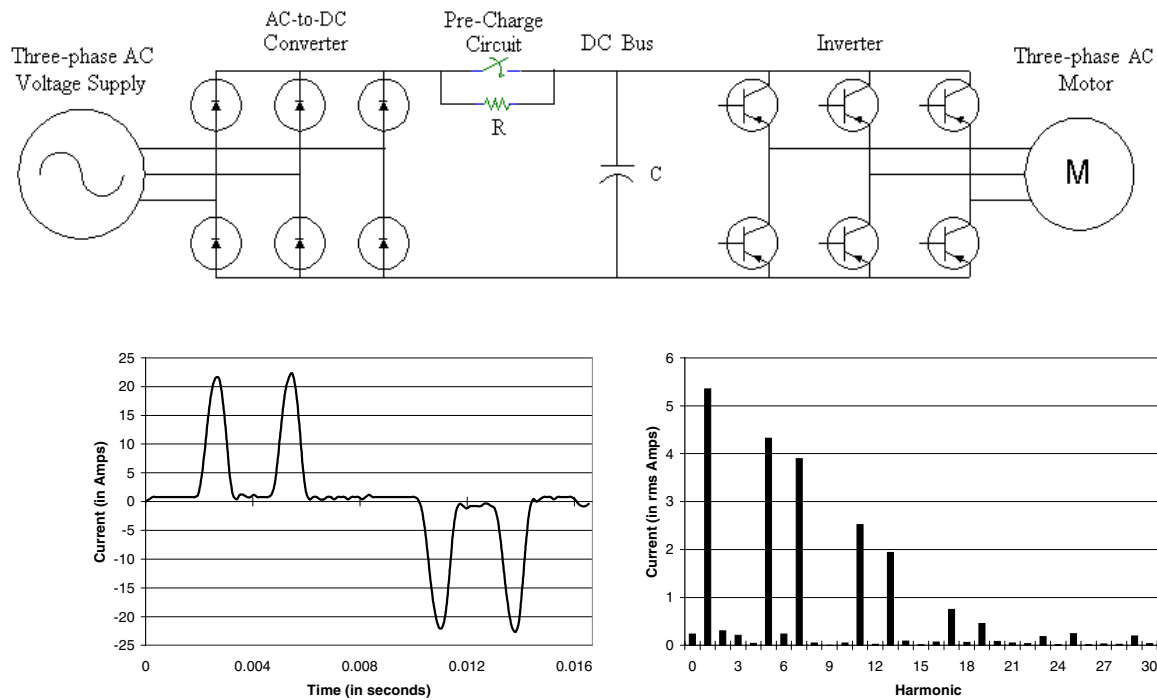 AC-to-DC
Converter
Pre-Charge
Circuit
DC Bus
Inverter
Three-phase AC
Voltage Supply
Three-phase AC
Motor
R
C
M
25
20
15
10
5
0
-5
-10
-15
-20
-25
Current (in Amps)
0
0.004
0.008
0.012
0.016
Time (in seconds)
6
5
4
3
2
1
0
Current (in rms Amps)
0
3
6
9
12
15
18
21
24
27
30
Harmonic